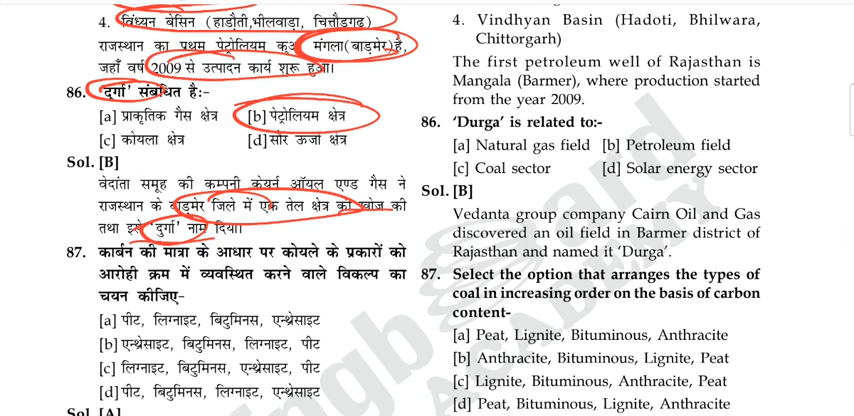 4. विंध्यन बेसिन (हाड़ौती,भीलवाड़ा, चित्तौडगढ)
राजस्थान का प्रथम पेट्रोलियम कुआ मंगला(बाड़मेर)है,
जहाँ वर्ष 2009 से उत्पादन कार्य शुरू हुआ।
86. 'दुर्गा' संबंधित है:-
[a] प्राकृतिक गैस क्षेत्र [b] पेट्रोलियम क्षेत्र
[c] कोयला क्षेत्र [d] सौर ऊर्जा क्षेत्र
Sol. [B]
वेदांता समूह की कम्पनी केयर्न ऑयल एण्ड गैस ने
राजस्थान के बाड़मेर जिले में एक तेल क्षेत्र की खोज की
तथा इसे 'दुर्गा' नाम दिया।
87. कार्बन की मात्रा के आधार पर कोयले के प्रकारों को
आरोही क्रम में व्यवस्थित करने वाले विकल्प का
चयन कीजिए-
[a] पीट, लिग्नाइट, बिटुमिनस, एन्थ्रेसाइट
[b] एन्थ्रेसाइट, बिटुमिनस, लिग्नाइट, पीट
[c] लिग्नाइट, बिटुमिनस, एन्थ्रेसाइट, पीट
[d] पीट, बिटुमिनस, लिग्नाइट, एन्थ्रेसाइट
Sol. [A]
4. Vindhyan Basin (Hadoti, Bhilwara,
Chittorgarh)
The first petroleum well of Rajasthan is
Mangala (Barmer), where production started
from the year 2009.
86. 'Durga' is related to:-
[a] Natural gas field [b] Petroleum field
[c] Coal sector [d] Solar energy sector
Sol. [B]
Vedanta group company Cairn Oil and Gas
discovered an oil field in Barmer district of
Rajasthan and named it 'Durga'.
87. Select the option that arranges the types of
coal in increasing order on the basis of carbon
content-
[a] Peat, Lignite, Bituminous, Anthracite
[b] Anthracite, Bituminous, Lignite, Peat
[c] Lignite, Bituminous, Anthracite, Peat
[d] Peat, Bituminous, Lignite, Anthracite
ACADEMY